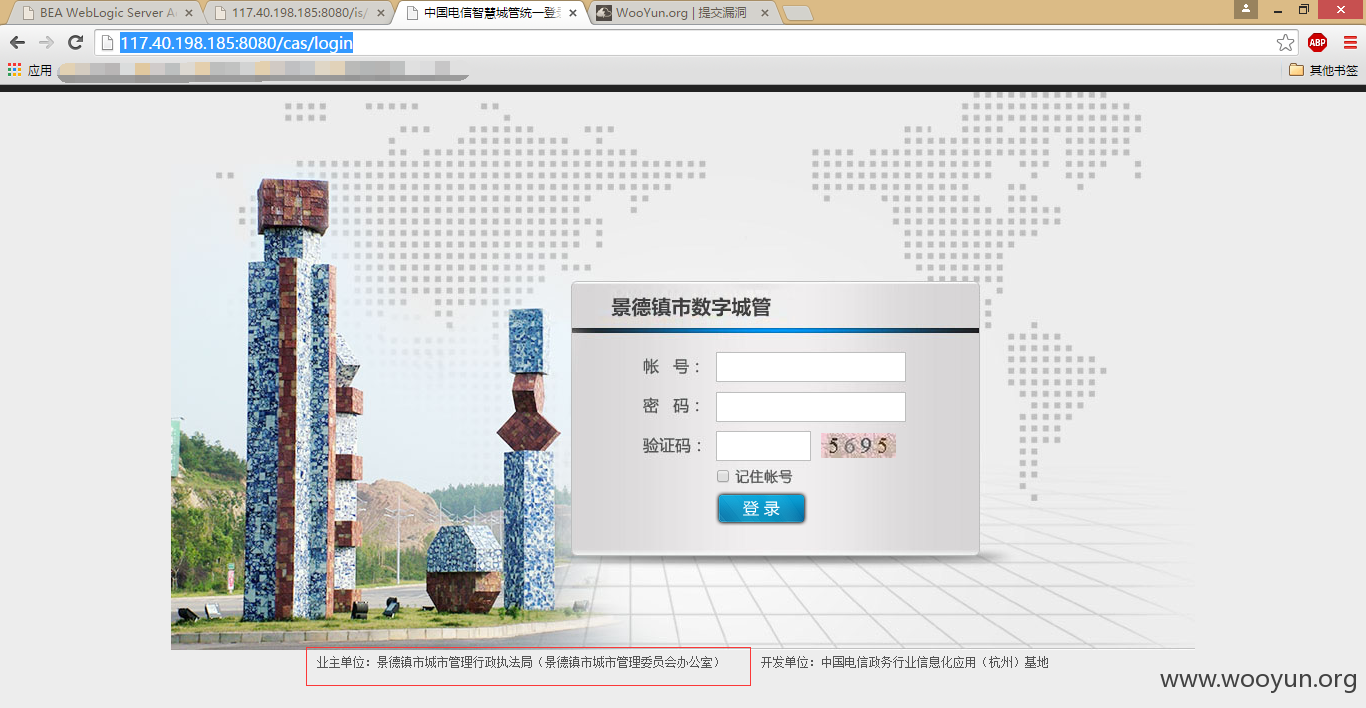 BEA WebLogic Server A
117.40.198.185:8080/is/
中国电信智慧城管统一登
WooYun.org | 提交漏洞
117.40.198.185:8080/cas/login
ABP
应用
其他书签
景德镇市数字城管
帐 号：
密 码：
验证码：
5695
记住帐号
登 录
业主单位：景德镇市城市管理行政执法局（景德镇市城市管理委员会办公室）
开发单位：中国电信政务行业信息化应用（杭州）基地
www.wooyun.org